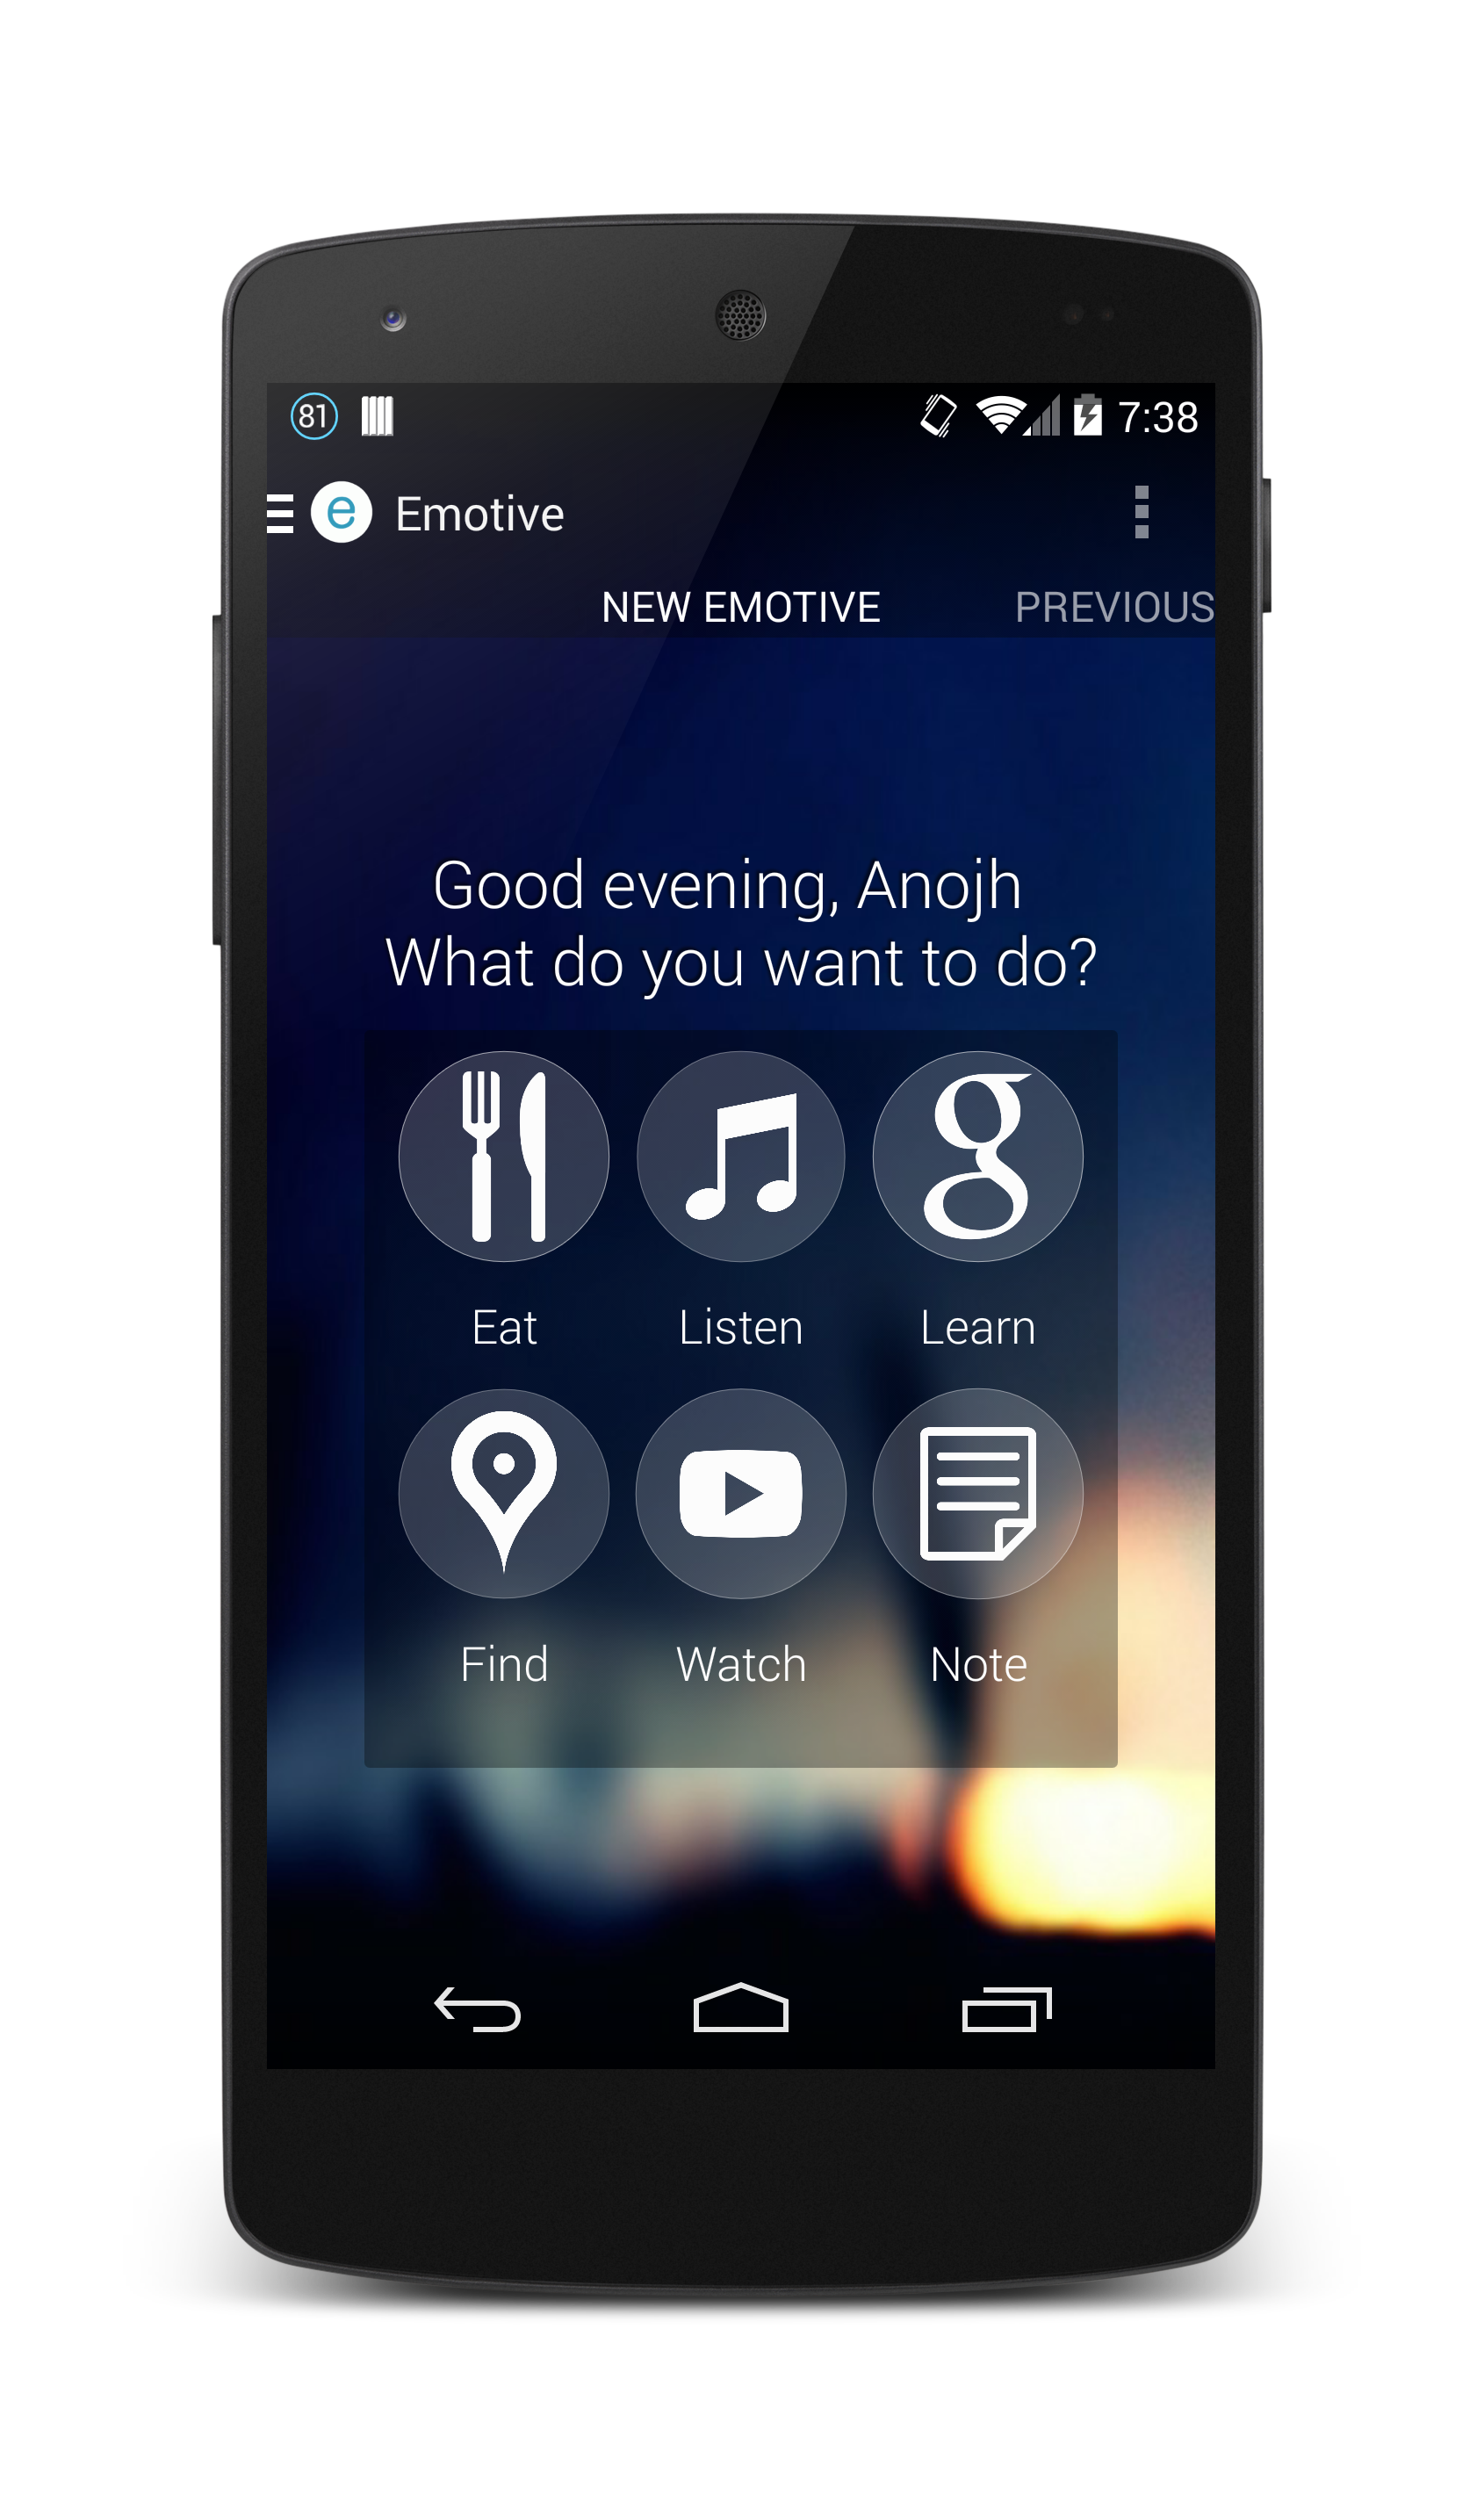 81 7:38
e Emotive
NEW EMOTIVE PREVIOUS
Good evening, Anojh
What do you want to do?
g
Eat Listen Learn
Find Watch Note